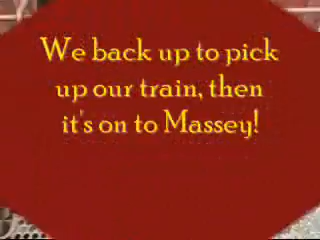 We back up to pick
up our train, then
it's on to Massey!